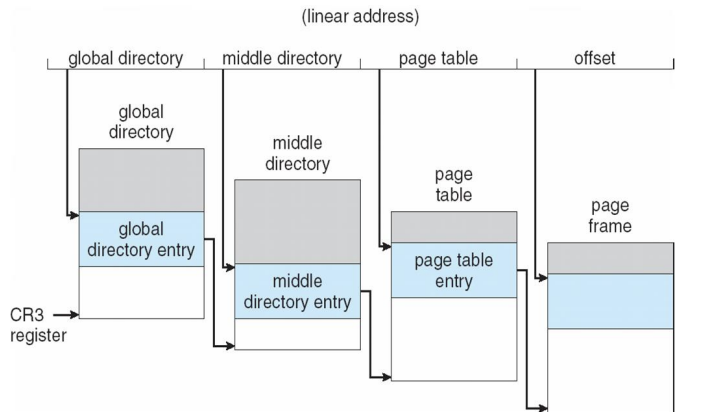 (linear address)
global directory
middle directory
page table
offset
global
directory
middle
directory
page
table
page
frame
global
directory entry
middle
directory entry
page table
entry
CR3
register